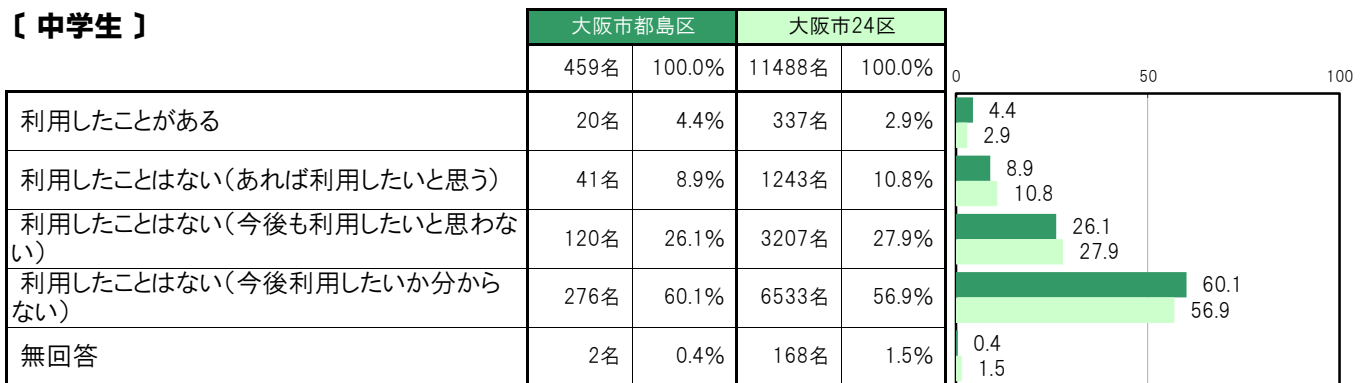 〔 中学生 〕
大阪市都島区 大阪市24区
459名 100.0% 11488名 100.0%
0 50 100
利用したことがある 20名 4.4% 337名 2.9%
4.4
2.9
利用したことはない（あれば利用したいと思う） 41名 8.9% 1243名 10.8%
8.9
10.8
利用したことはない（今後も利用したいと思わな
い） 120名 26.1% 3207名 27.9%
26.1
27.9
利用したことはない（今後利用したいか分から
ない） 276名 60.1% 6533名 56.9%
60.1
56.9
無回答 2名 0.4% 168名 1.5%
0.4
1.5